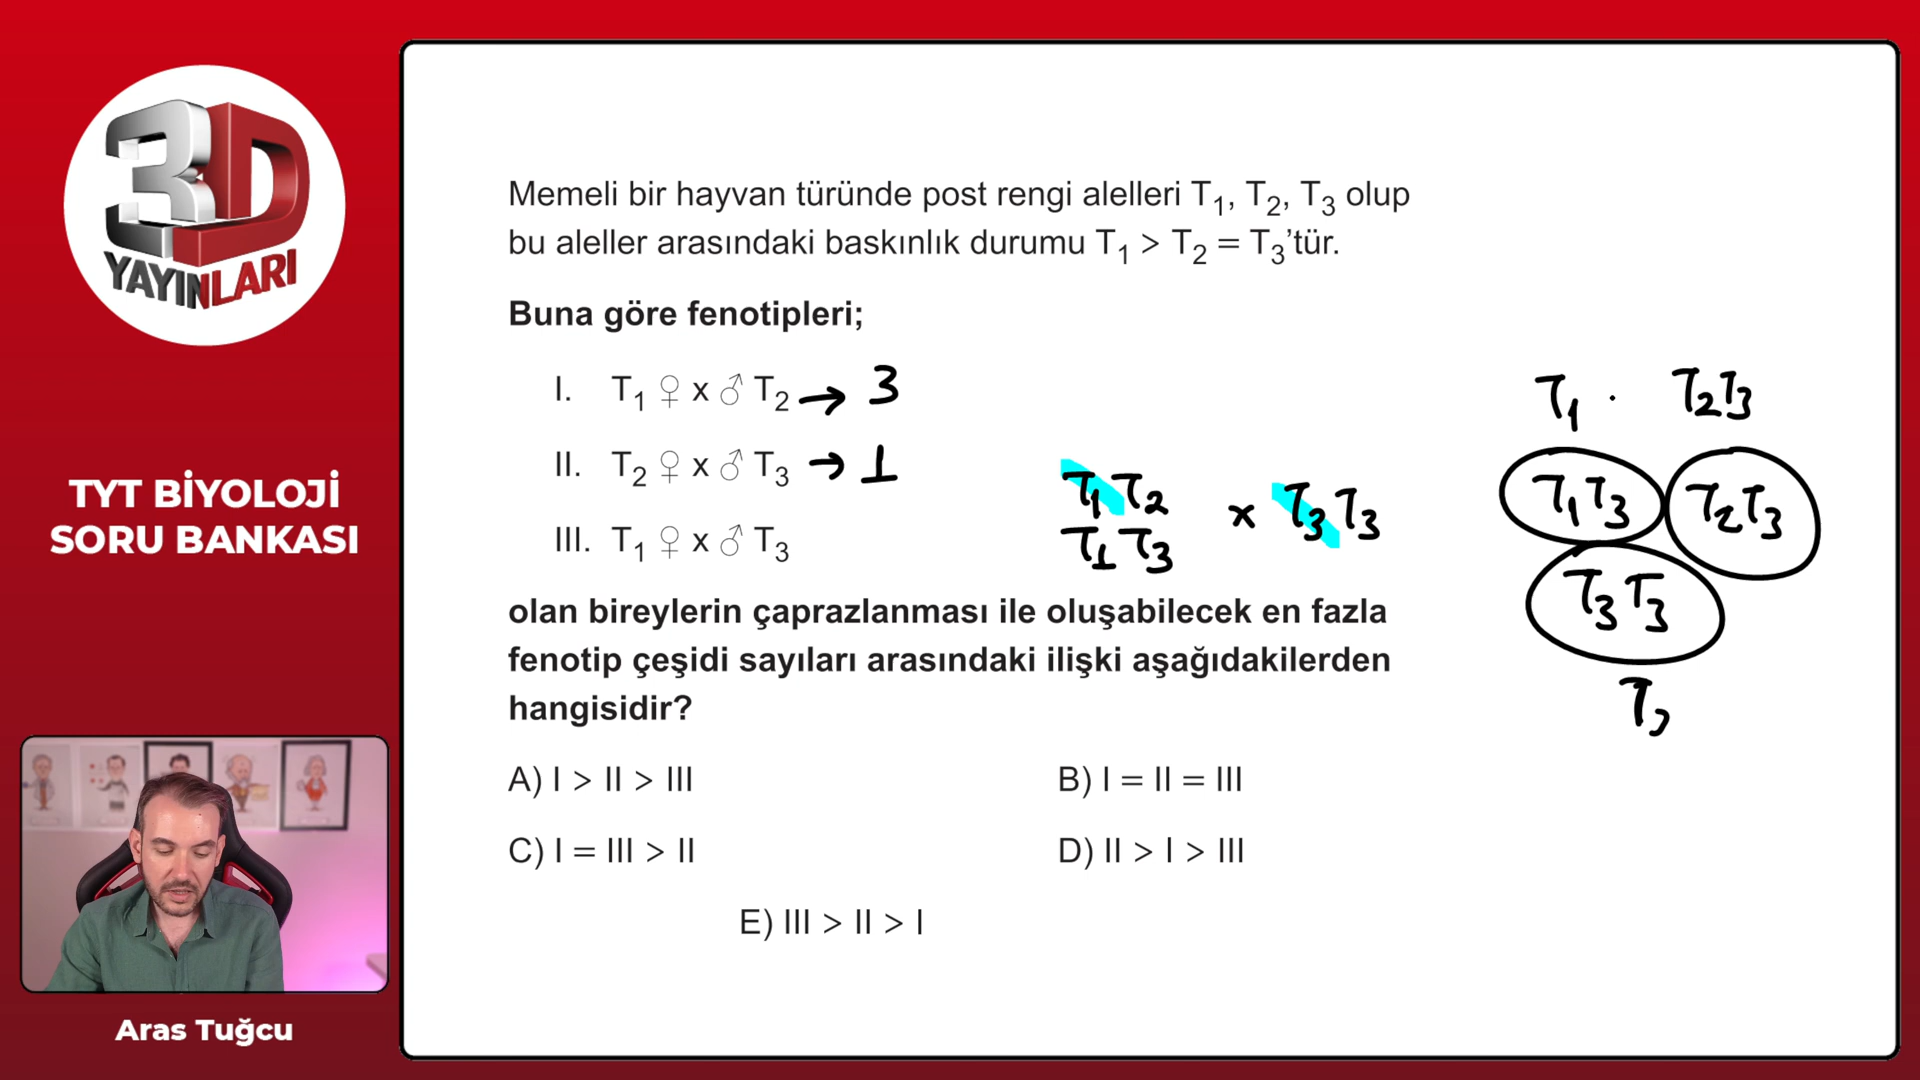 3D
YAYINLARI
TYT BİYOLOJİ
SORU BANKASI
Aras Tuğcu
Memeli bir hayvan türünde post rengi alelleri T₁, T₂, T₃ olup
bu aleller arasındaki baskınlık durumu T₁ > T₂ = T₃'tür.
Buna göre fenotipleri;
I. T₁ ♀ x ♂ T₂ → 3
II. T₂ ♀ x ♂ T₃ → 1
III. T₁ ♀ x ♂ T₃
T₁T₂ x T₃T₃
T₁T₃
T₁ · T₂T₃
T₁T₃ T₂T₃
T₃T₃
olan bireylerin çaprazlanması ile oluşabilecek en fazla
fenotip çeşidi sayıları arasındaki ilişki aşağıdakilerden
hangisidir?
A) I > II > III
B) I = II = III
C) I = III > II
D) II > I > III
E) III > II > I